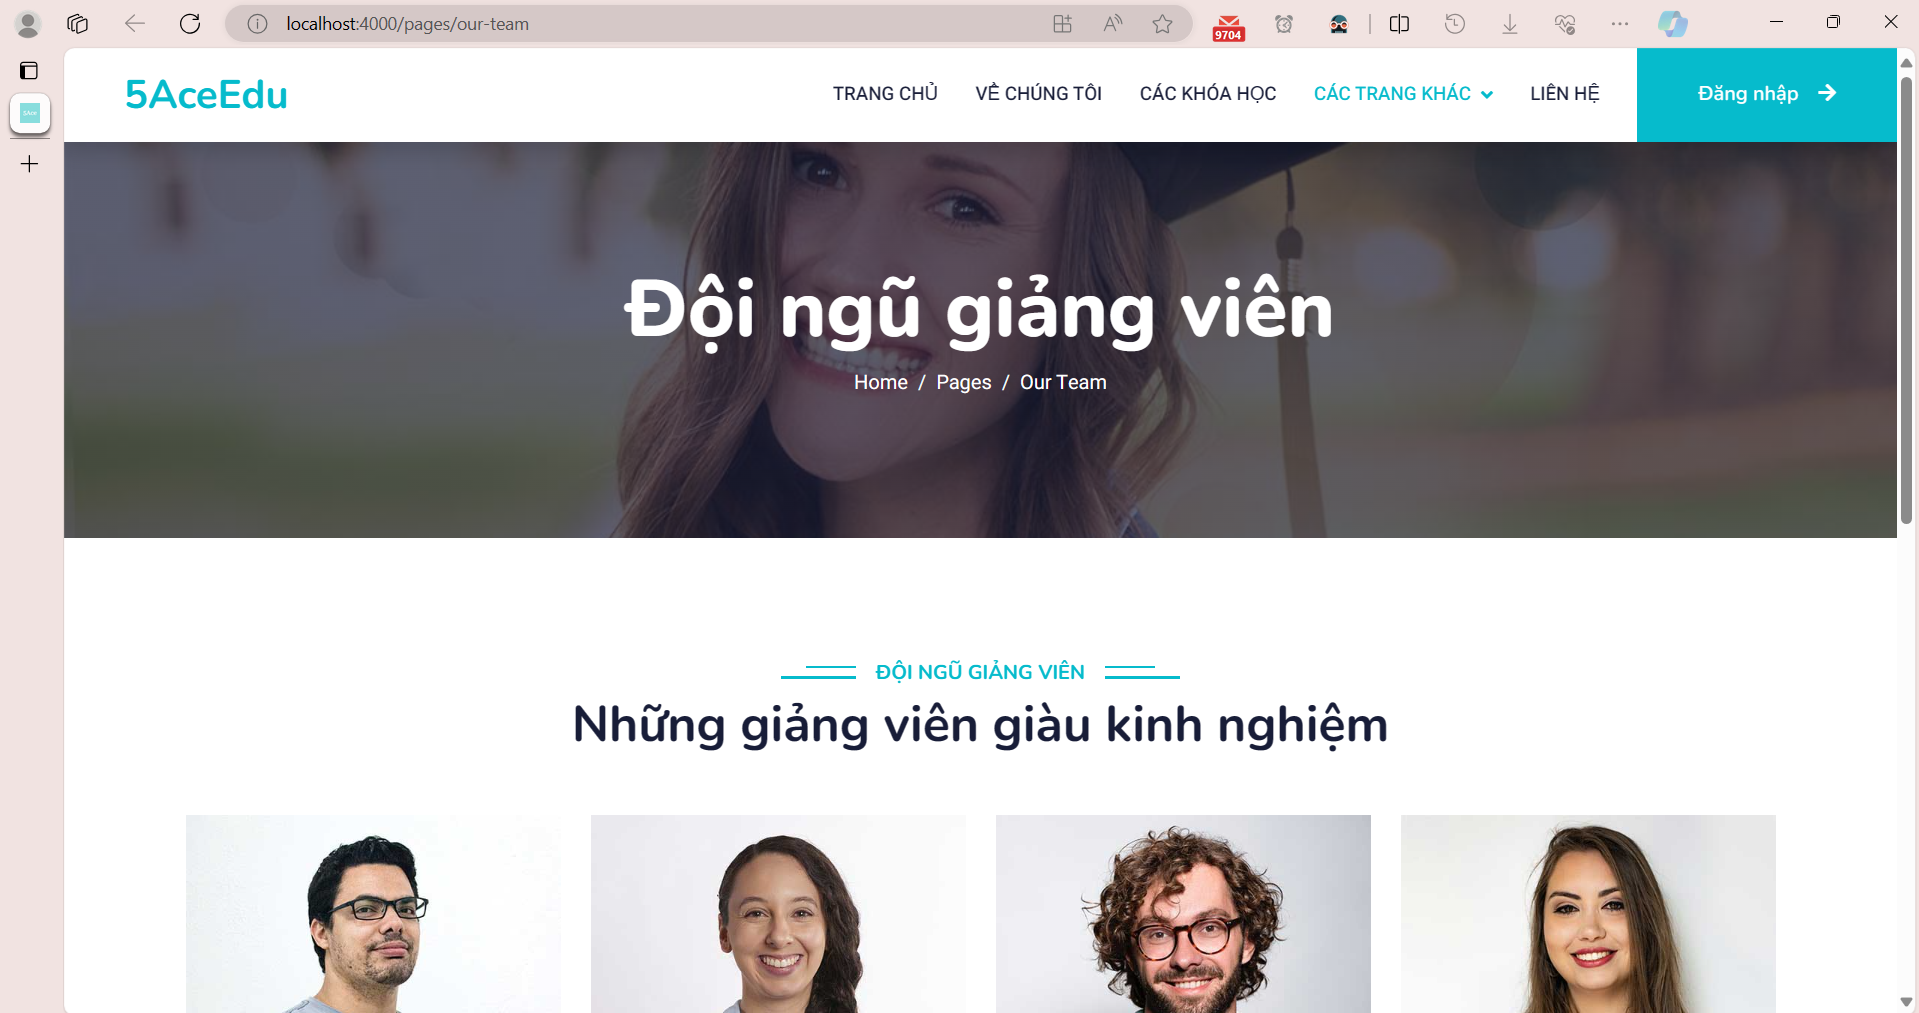 localhost:4000/pages/our-team
9704
5AceEdu
TRANG CHỦ VỀ CHÚNG TÔI CÁC KHÓA HỌC CÁC TRANG KHÁC LIÊN HỆ Đăng nhập
Đội ngũ giảng viên
Home / Pages / Our Team
ĐỘI NGŨ GIẢNG VIÊN
Những giảng viên giàu kinh nghiệm